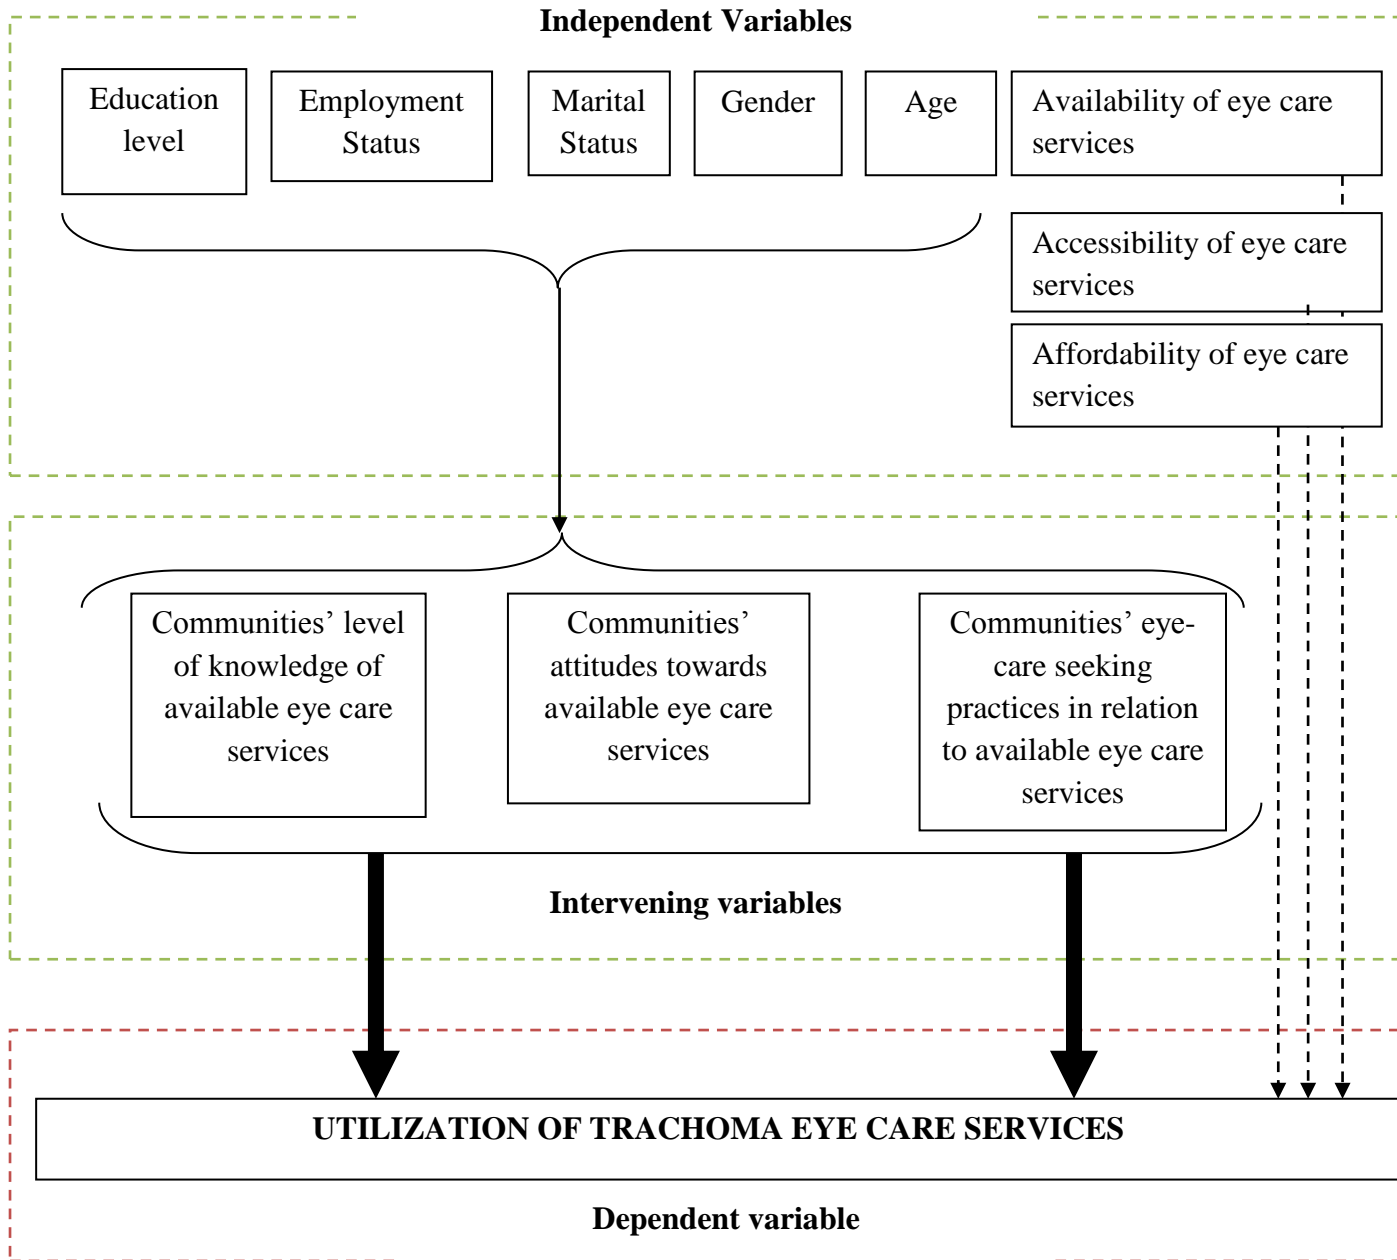 Independent Variables
Education
level
Employment
Status
Marital
Status
Gender
Age
Availability of eye care
services
Accessibility of eye care
services
Affordability of eye care
services
Communities’ level
of knowledge of
available eye care
services
Communities’
attitudes towards
available eye care
services
Communities’ eye-
care seeking
practices in relation
to available eye care
services
Intervening variables
UTILIZATION OF TRACHOMA EYE CARE SERVICES
Dependent variable